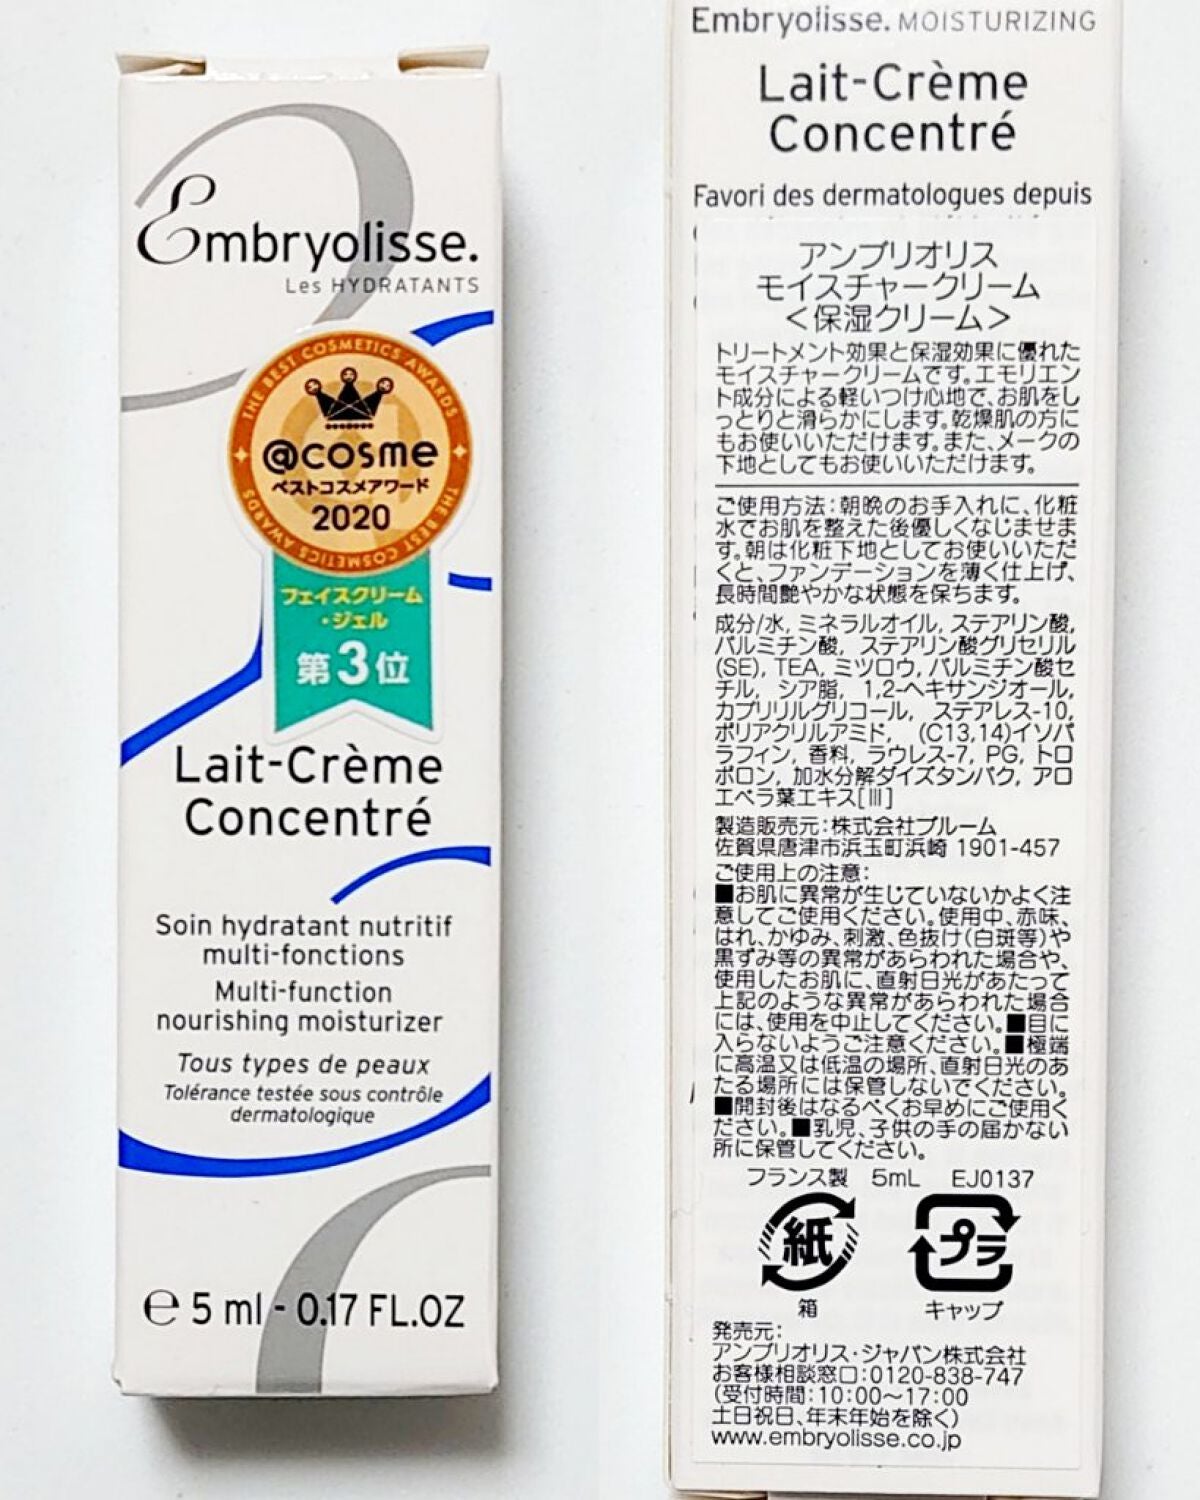 Embryolisse.
Les HYDRATANTS
THE BEST COSMETICS AWARDS
@cosme
ベストコスメアワード
2020
THE BEST COSMETICS AWARDS
フェイスクリーム
・ジェル
第3位
Lait-Crème
Concentré
Soin hydratant nutritif
multi-fonctions
Multi-function
nourishing moisturizer
Tous types de peaux
Tolérance testée sous contrôle
dermatologique
℮ 5 ml - 0.17 FL.OZ
Embryolisse. MOISTURIZING
Lait-Crème
Concentré
Favori des dermatologues depuis
アンブリオリス
モイスチャークリーム
＜保湿クリーム＞
トリートメント効果と保湿効果に優れた
モイスチャークリームです。エモリエン
ト成分による軽いつけ心地で、お肌をし
っとりと滑らかにします。乾燥肌の方に
もお使いいただけます。また、メークの
下地としてもお使いいただけます。
ご使用方法：朝晩のお手入れに、化粧
水でお肌を整えた後優しくなじませま
す。朝は化粧下地としてお使いいただ
くと、ファンデーションを薄く仕上げ、
長時間艶やかな状態を保ちます。
成分/水, ミネラルオイル, ステアリン酸,
パルミチン酸, ステアリン酸グリセリル
(SE), TEA, ミツロウ, パルミチン酸セ
チル, シア脂, 1,2-ヘキサンジオール,
カプリリルグリコール, ステアレス-10,
ポリアクリルアミド, (C13,14)イソパ
ラフィン, 香料, ラウレス-7, PG, トロ
ポロン, 加水分解ダイズタンパク, アロ
エベラ葉エキス[Ⅲ]
製造販売元：株式会社ブルーム
佐賀県唐津市浜玉町浜崎 1901-457
ご使用上の注意：
■お肌に異常が生じていないかよく注
意してご使用ください。使用中、赤味、
はれ、かゆみ、刺激、色抜け(白斑等)や
黒ずみ等の異常があらわれた場合や、
使用したお肌に、直射日光があたって
上記のような異常があらわれた場合
には、使用を中止してください。■目に
入らないようご注意ください。■極端
に高温又は低温の場所、直射日光のあ
たる場所には保管しないでください。
■開封後はなるべくお早めにご使用く
ださい。■乳児、子供の手の届かない
所に保管してください。
フランス製 5mL EJ0137
紙 プラ
箱 キャップ
発売元：
アンブリオリス・ジャパン株式会社
お客様相談窓口：0120-838-747
(受付時間：10:00～17:00
土日祝日、年末年始を除く)
www.embryolisse.co.jp